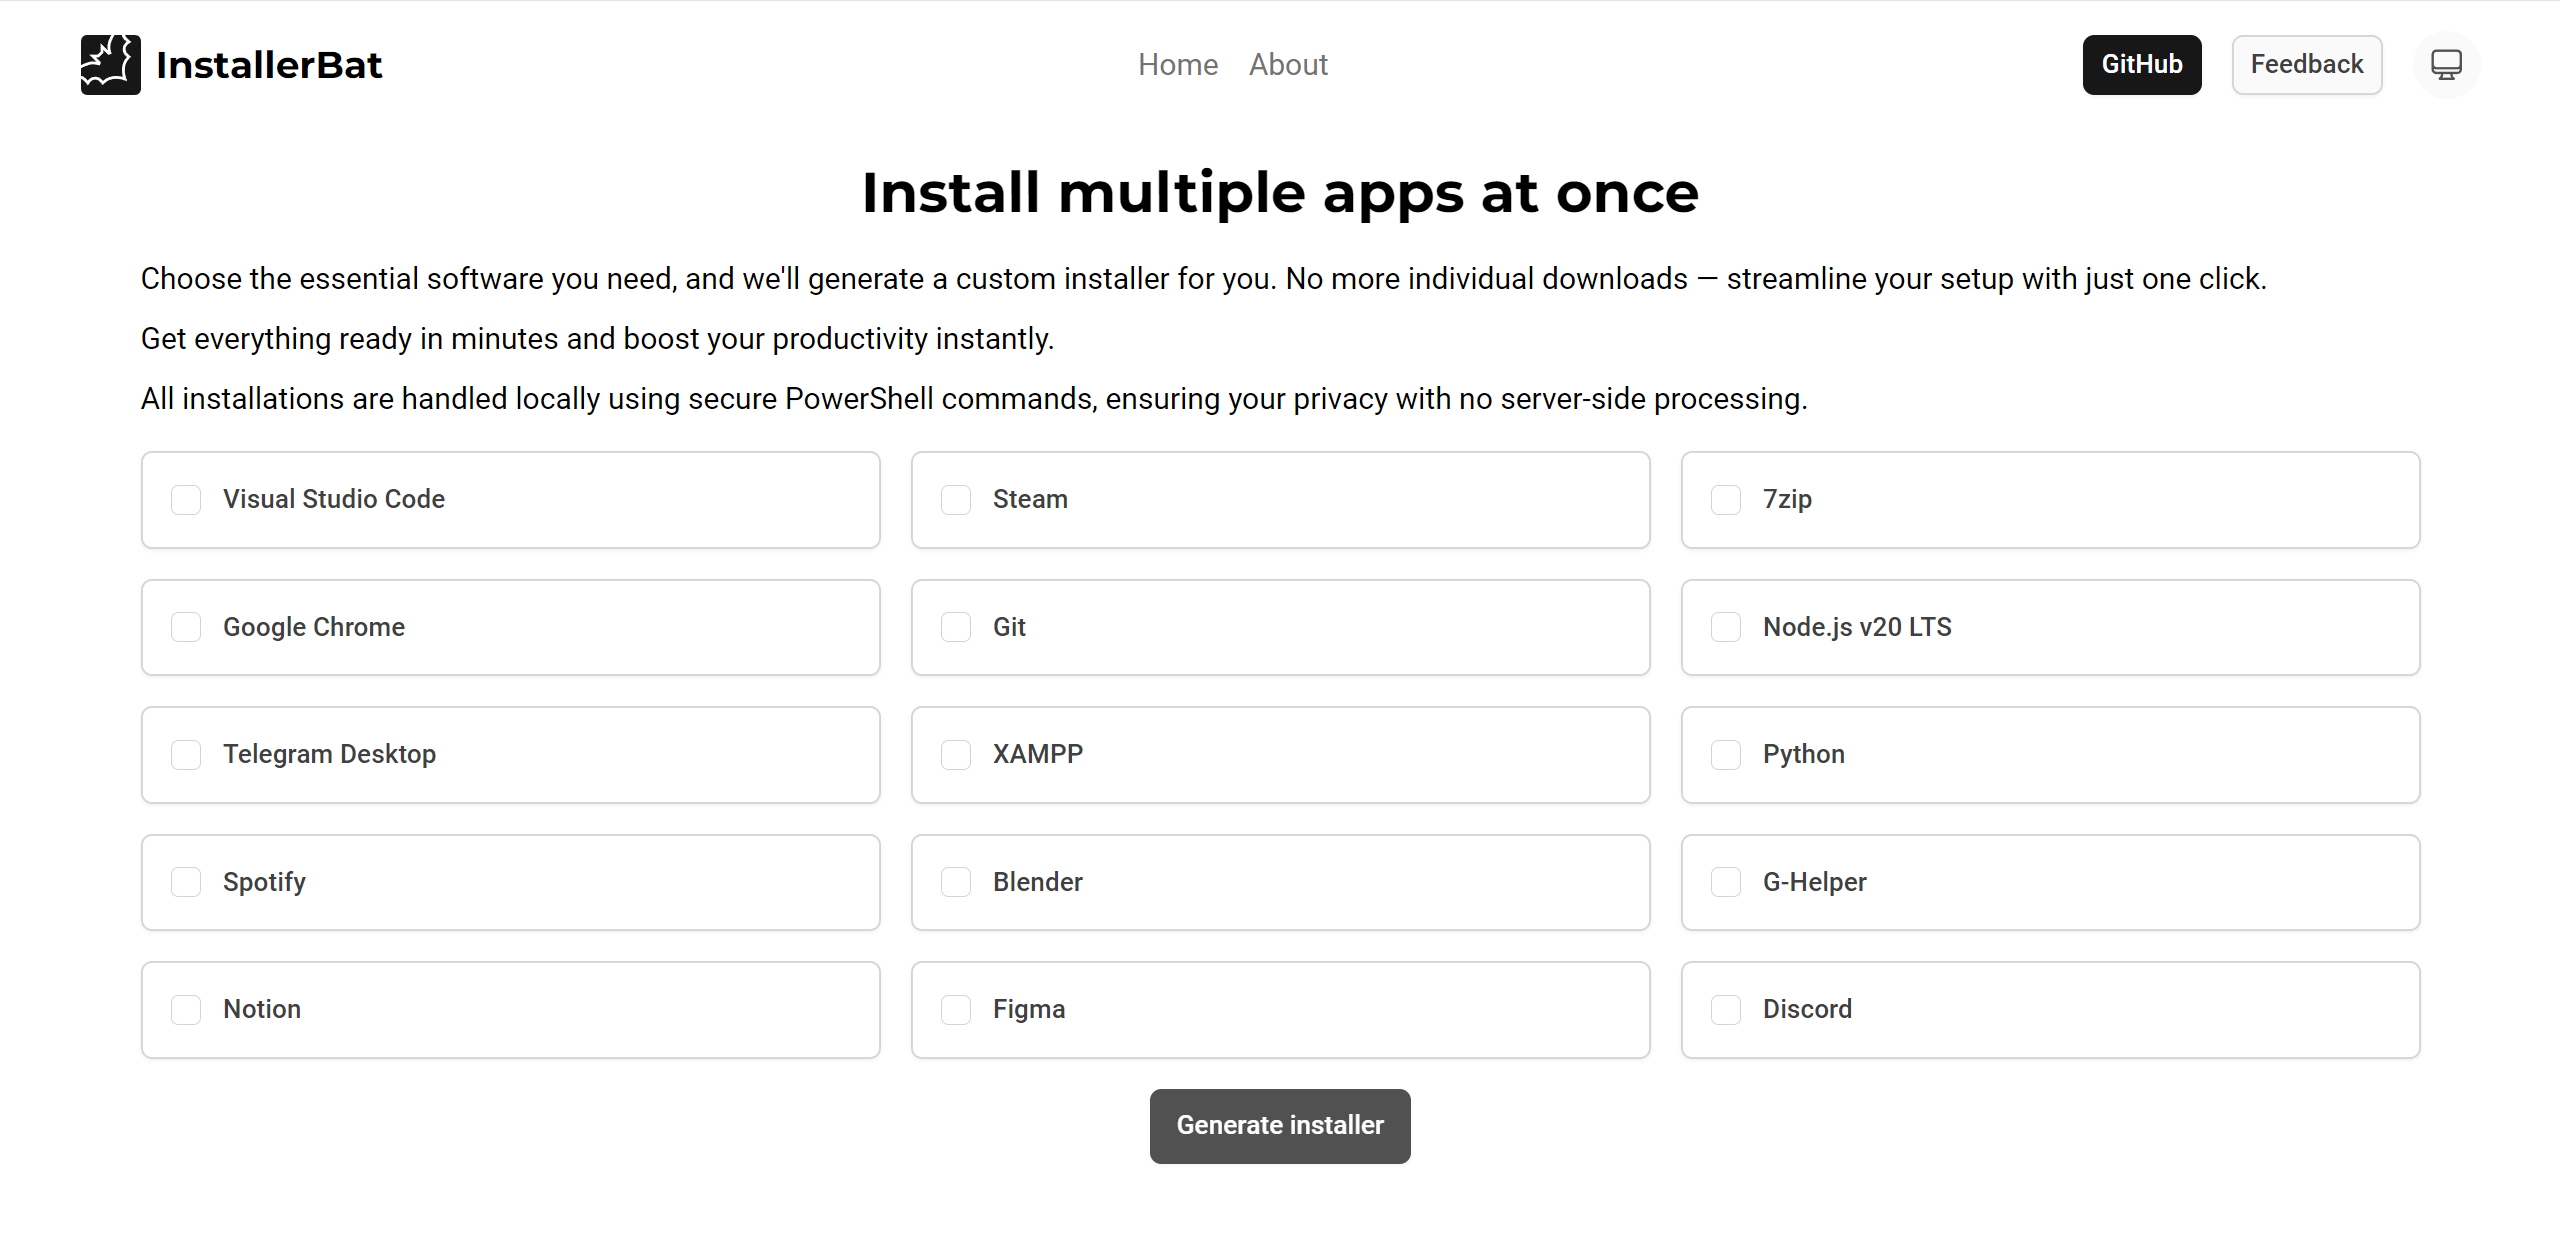 InstallerBat
Home About
GitHub
Feedback
Install multiple apps at once
Choose the essential software you need, and we'll generate a custom installer for you. No more individual downloads — streamline your setup with just one click.
Get everything ready in minutes and boost your productivity instantly.
All installations are handled locally using secure PowerShell commands, ensuring your privacy with no server-side processing.
Visual Studio Code
Steam
7zip
Google Chrome
Git
Node.js v20 LTS
Telegram Desktop
XAMPP
Python
Spotify
Blender
G-Helper
Notion
Figma
Discord
Generate installer